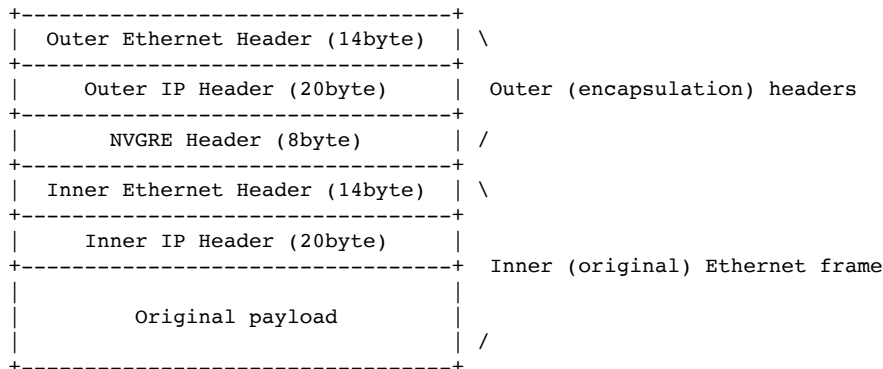 +----------------------------------+
|  Outer Ethernet Header (14byte)  | \
+----------------------------------+
|     Outer IP Header (20byte)     |  Outer (encapsulation) headers
+----------------------------------+
|       NVGRE Header (8byte)       | /
+----------------------------------+
|  Inner Ethernet Header (14byte)  | \
+----------------------------------+
|     Inner IP Header (20byte)     |
+----------------------------------+  Inner (original) Ethernet frame
|                                  |
|         Original payload         |
|                                  | /
+----------------------------------+